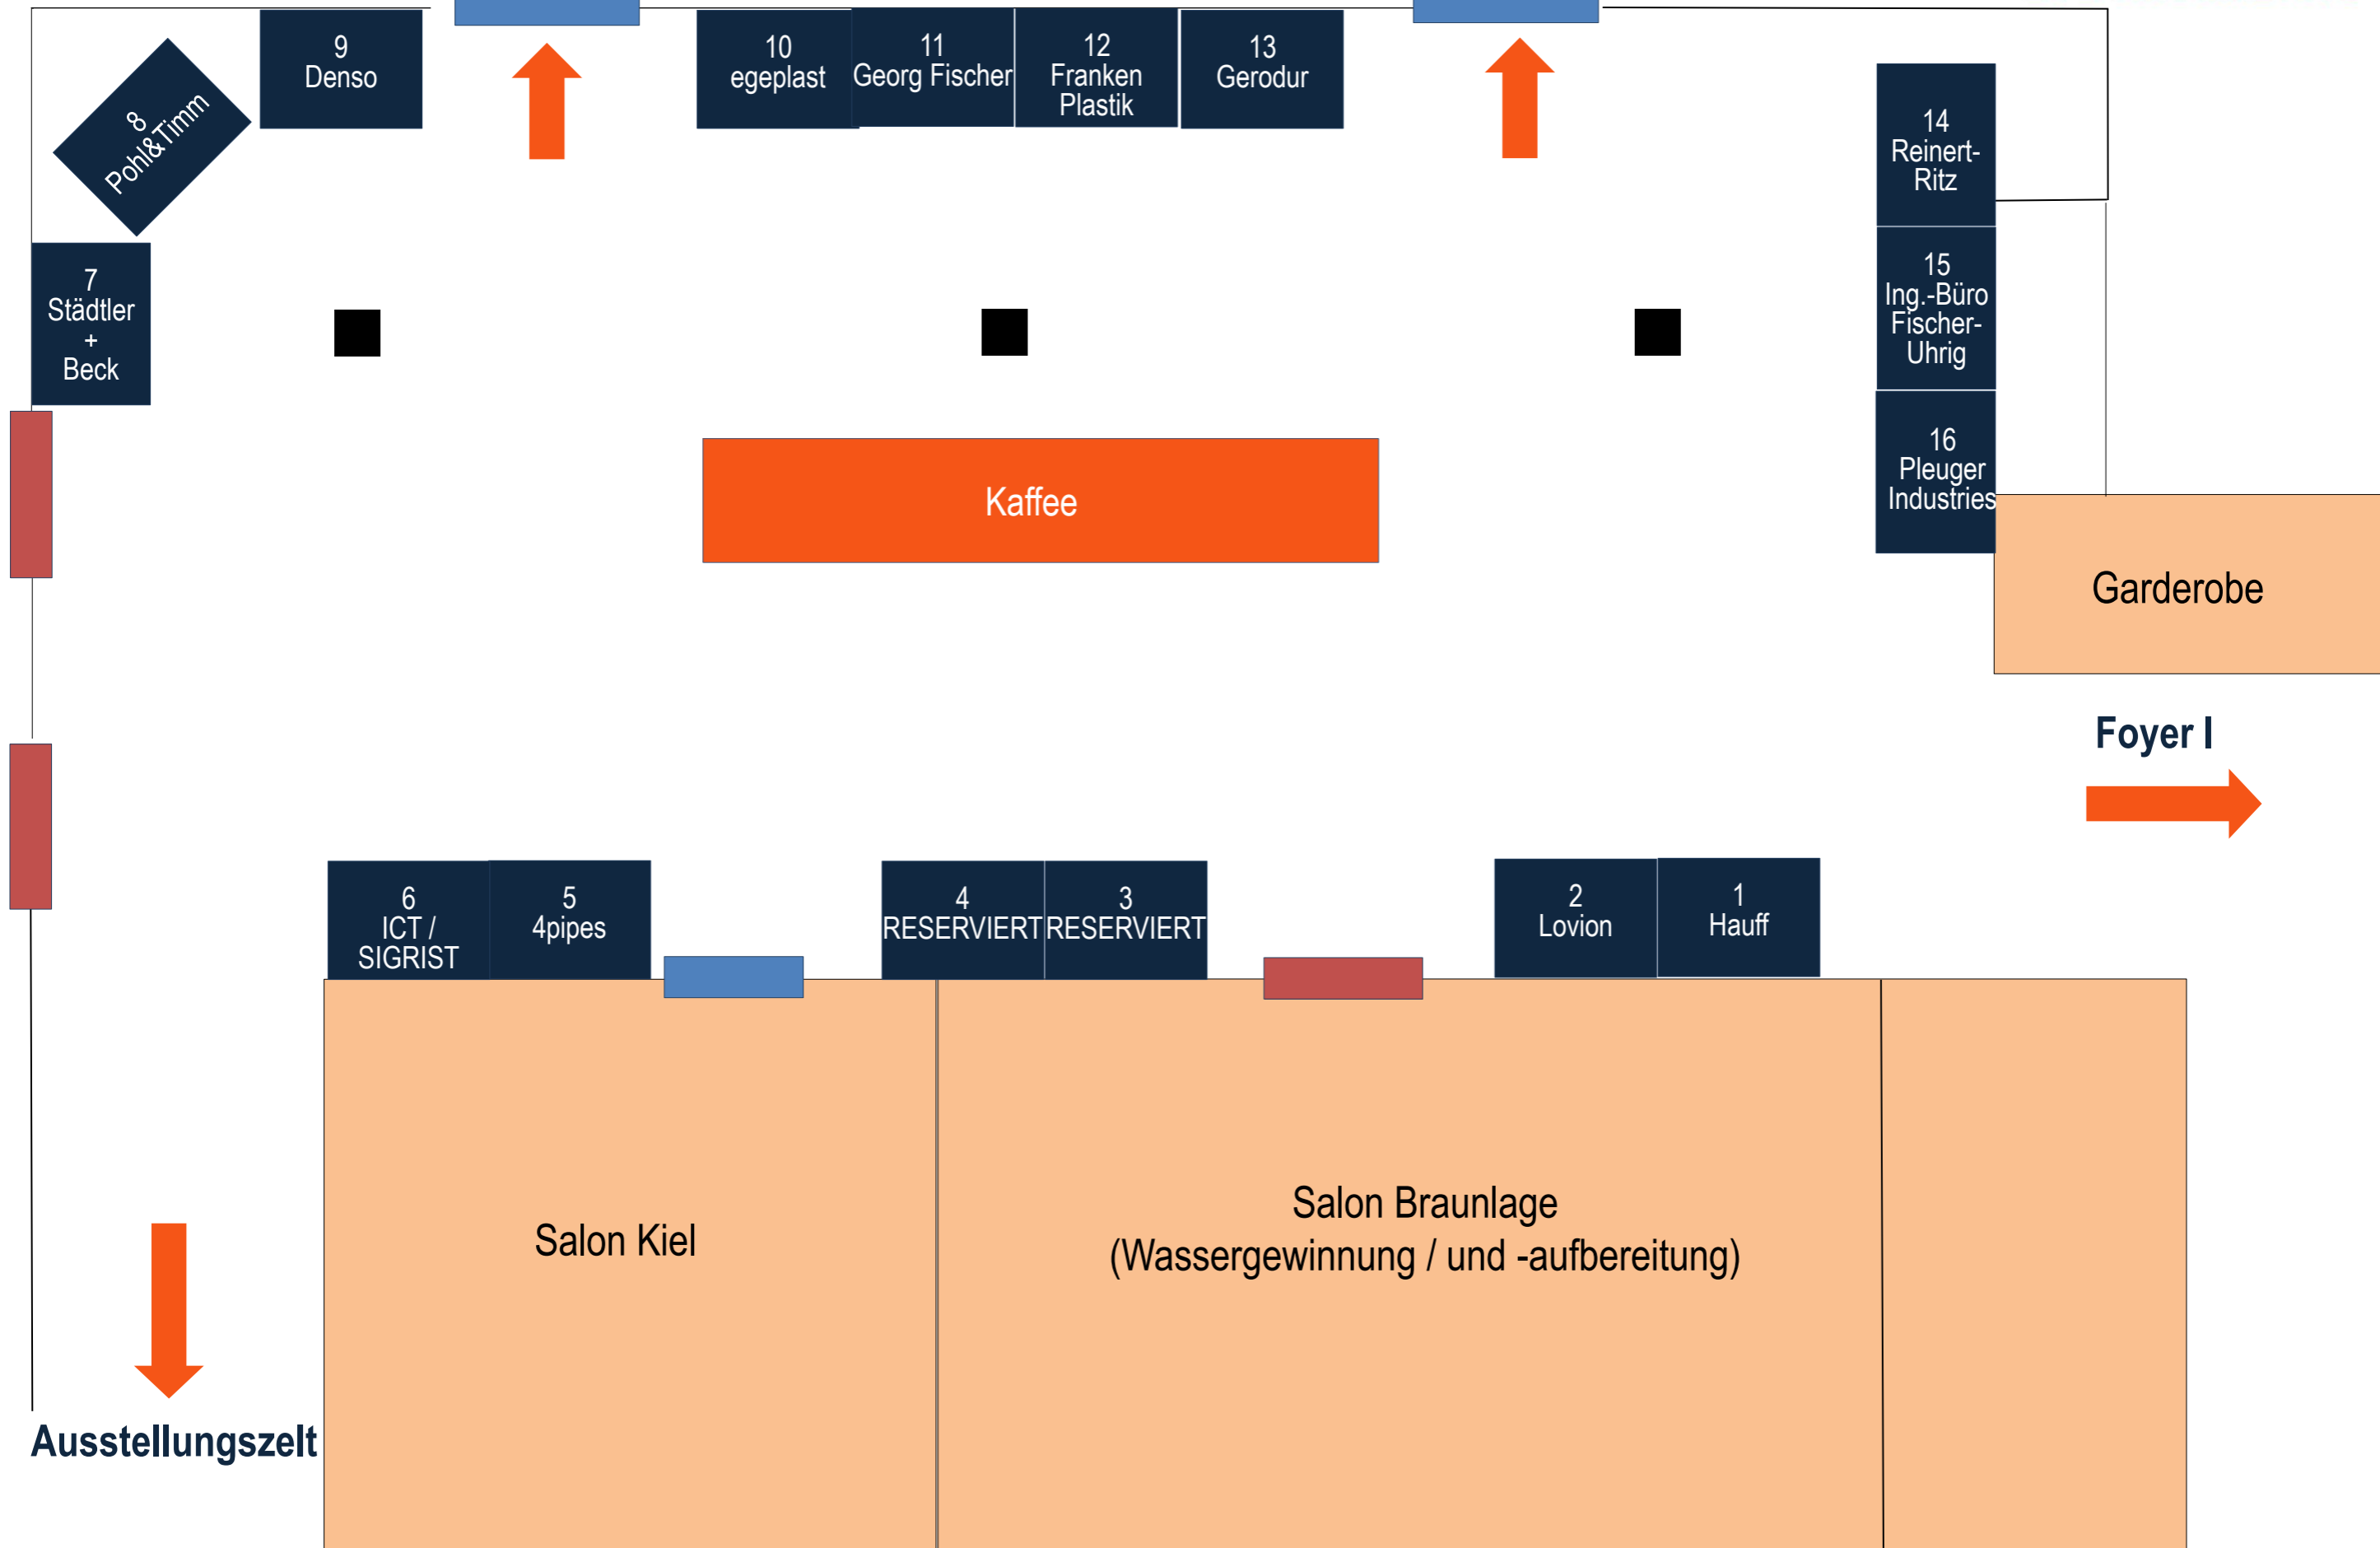 9
Denso
10
egeplast
11
Georg Fischer
12
Franken
Plastik
13
Gerodur
8
Pohl&Timm
14
Reinert-
Ritz
7
Städtler
+
Beck
15
Ing.-Büro
Fischer-
Uhrig
16
Pleuger
Industries
Kaffee
Garderobe
Foyer I
6
ICT /
SIGRIST
5
4pipes
4
RESERVIERT
3
RESERVIERT
2
Lovion
1
Hauff
Salon Kiel
Salon Braunlage
(Wassergewinnung / und -aufbereitung)
Ausstellungszelt